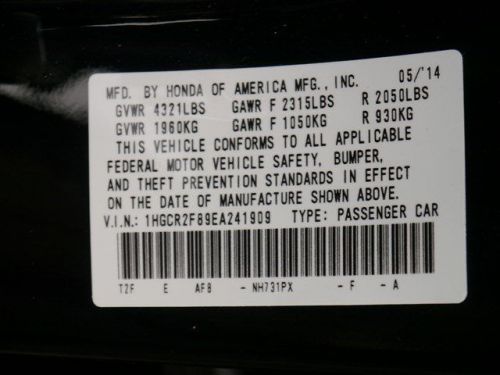 MFD. BY HONDA OF AMERICA MFG., INC. 05/'14
GVWR 4321LBS GAWR F 2315LBS R 2050LBS
GVWR 1960KG GAWR F 1050KG R 930KG
THIS VEHICLE CONFORMS TO ALL APPLICABLE
FEDERAL MOTOR VEHICLE SAFETY, BUMPER,
AND THEFT PREVENTION STANDARDS IN EFFECT
ON THE DATE OF MANUFACTURE SHOWN ABOVE.
V.I.N.: 1HGCR2F89EA241909 TYPE: PASSENGER CAR
T2F E AF8 - NH731PX - F - A